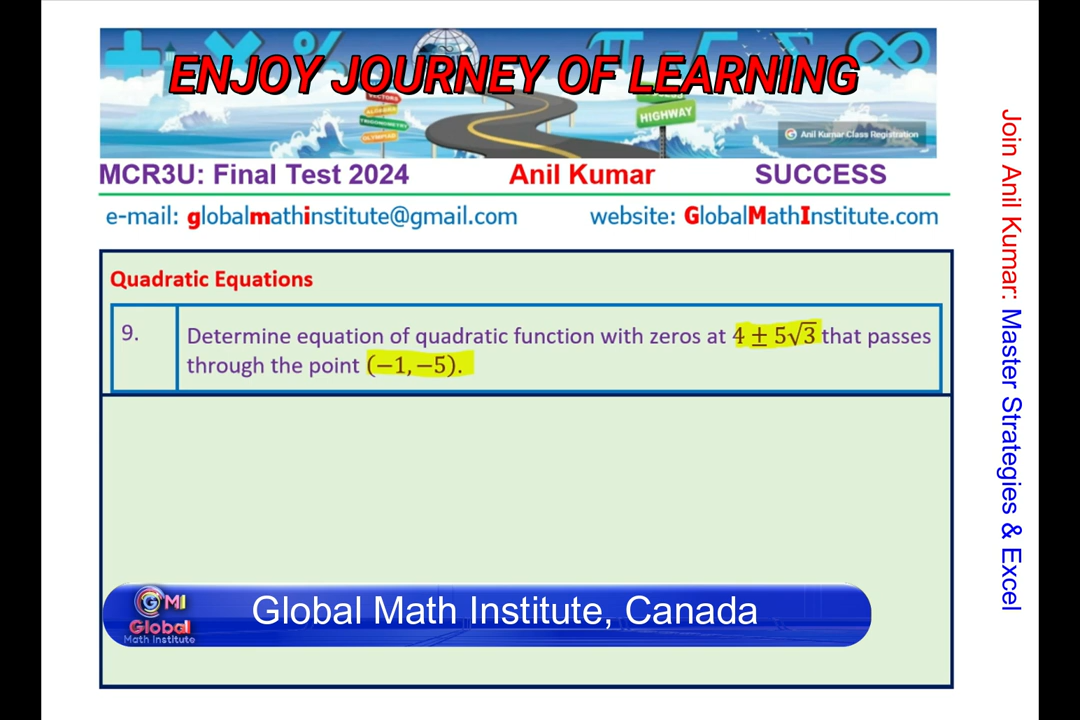 ENJOY JOURNEY OF LEARNING
HIGHWAY
Anil Kumar Class Registration
MCR3U: Final Test 2024 Anil Kumar SUCCESS
e-mail: globalmathinstitute@gmail.com website: GlobalMathInstitute.com
Quadratic Equations
9. Determine equation of quadratic function with zeros at 4 ± 5√3 that passes
through the point (−1, −5).
GMI
Global
Math Institute
Global Math Institute, Canada
Join Anil Kumar: Master Strategies & Excel